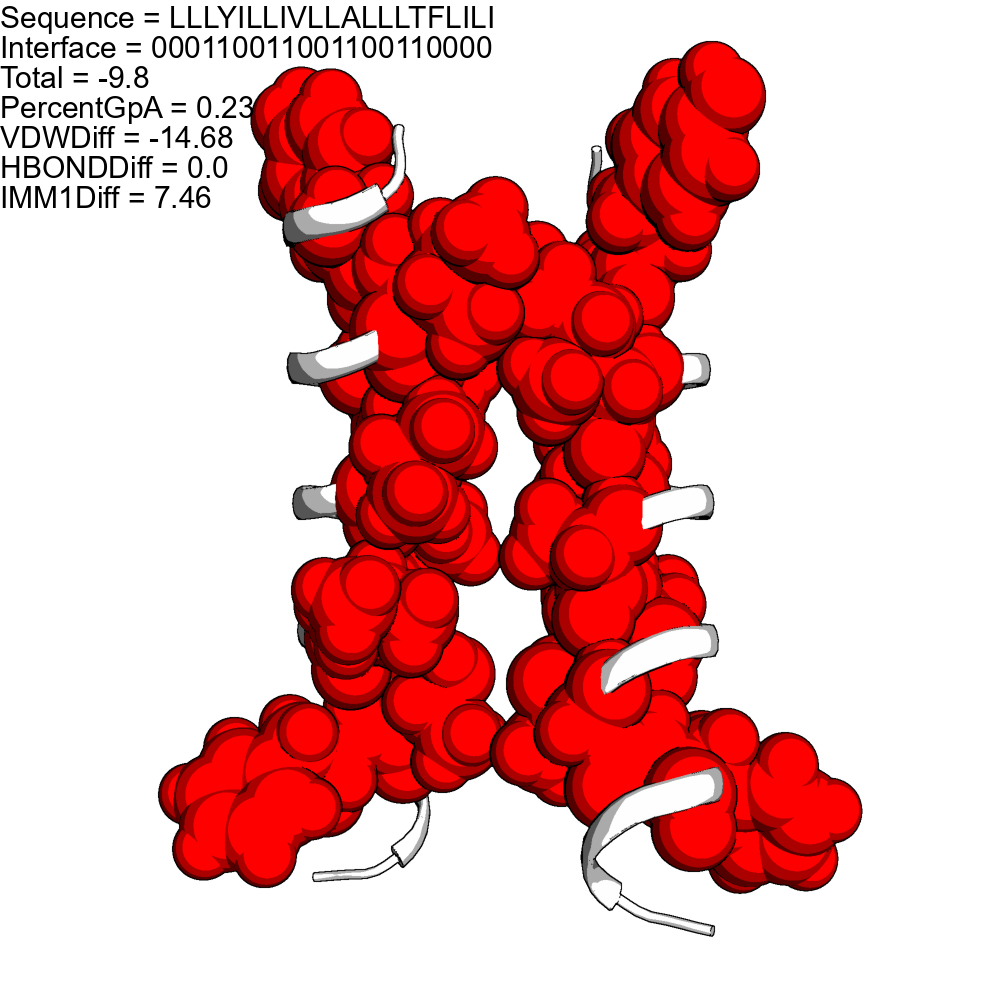 Sequence = LLLYILLIVLLALLLTFLILI
Interface = 000110011001100110000
Total = -9.8
PercentGpA = 0.23
VDWDiff = -14.68
HBONDDiff = 0.0
IMM1Diff = 7.46